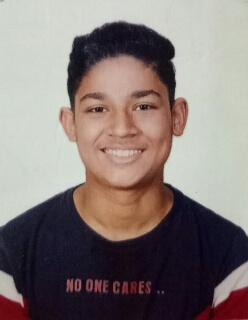 NO ONE CARES ..